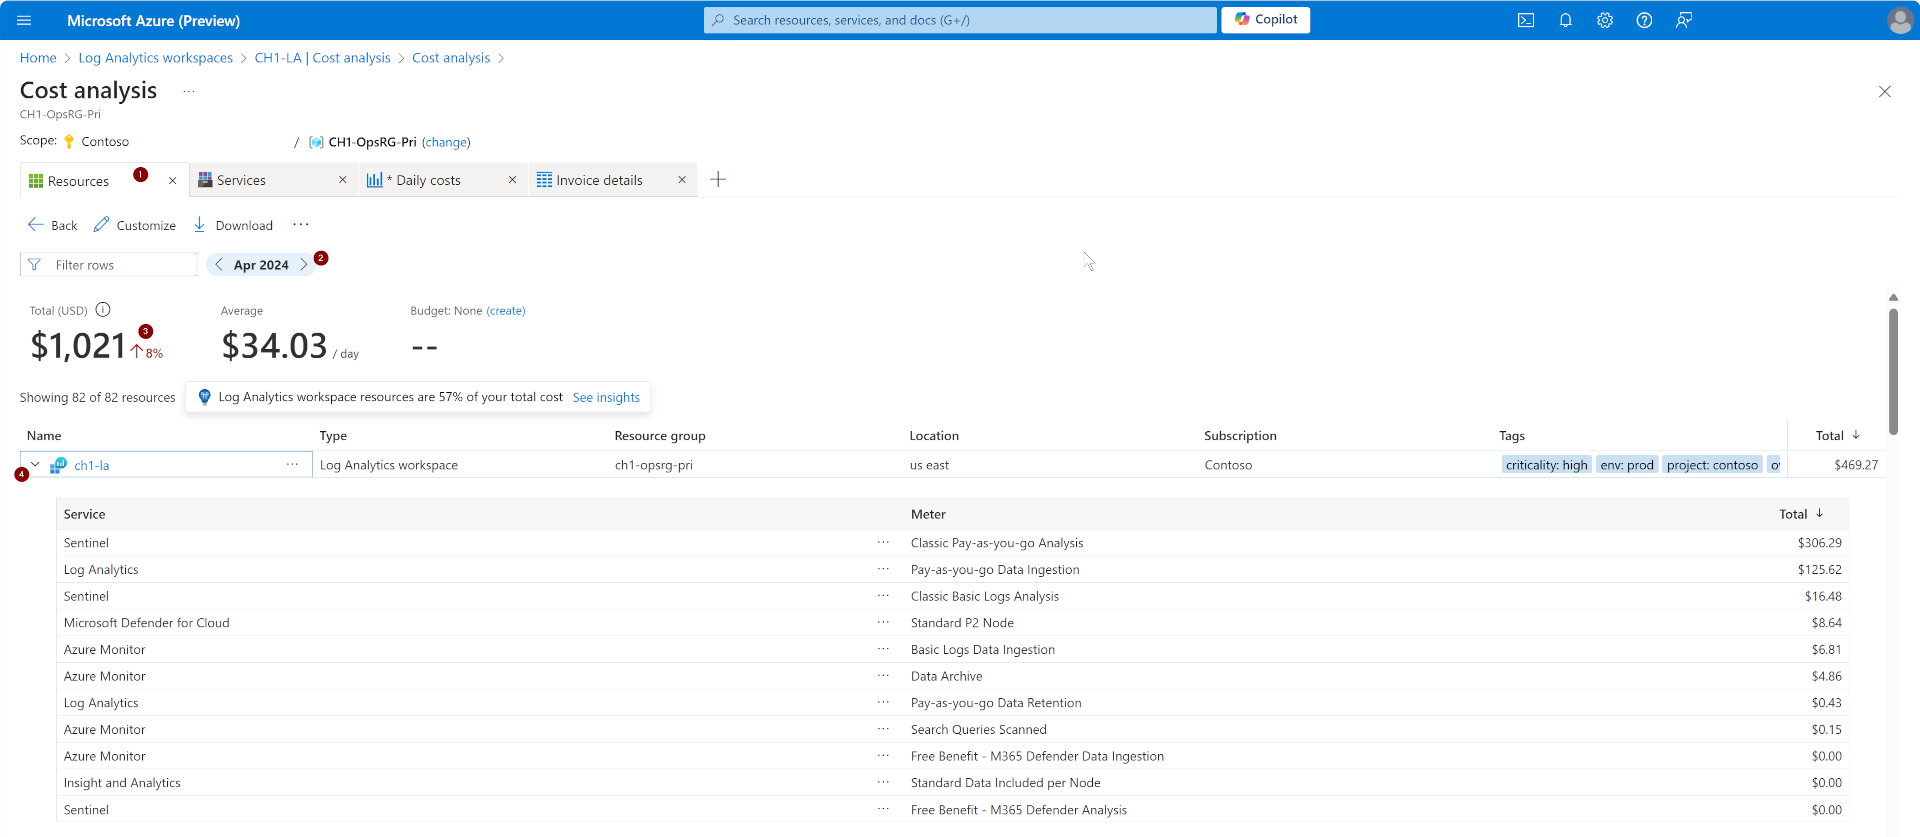 Microsoft Azure (Preview)
Search resources, services, and docs (G+/)
Copilot
Home > Log Analytics workspaces > CH1-LA | Cost analysis > Cost analysis >
Cost analysis ...
CH1-OpsRG-Pri
Scope: Contoso / CH1-OpsRG-Pri (change)
Resources 1 × Services × * Daily costs × Invoice details × +
Back Customize Download ...
Filter rows < Apr 2024 > 2
Total (USD) Average Budget: None (create)
$1,021 ↑ 8% 3 $34.03 / day --
Showing 82 of 82 resources Log Analytics workspace resources are 57% of your total cost See insights
Name Type Resource group Location Subscription Tags Total ↓
4 ch1-la ... Log Analytics workspace ch1-opsrg-pri us east Contoso criticality: high env: prod project: contoso $469.27
Service Meter Total ↓
Sentinel ... Classic Pay-as-you-go Analysis $306.29
Log Analytics ... Pay-as-you-go Data Ingestion $125.62
Sentinel ... Classic Basic Logs Analysis $16.48
Microsoft Defender for Cloud ... Standard P2 Node $8.64
Azure Monitor ... Basic Logs Data Ingestion $6.81
Azure Monitor ... Data Archive $4.86
Log Analytics ... Pay-as-you-go Data Retention $0.43
Azure Monitor ... Search Queries Scanned $0.15
Azure Monitor ... Free Benefit - M365 Defender Data Ingestion $0.00
Insight and Analytics ... Standard Data Included per Node $0.00
Sentinel ... Free Benefit - M365 Defender Analysis $0.00